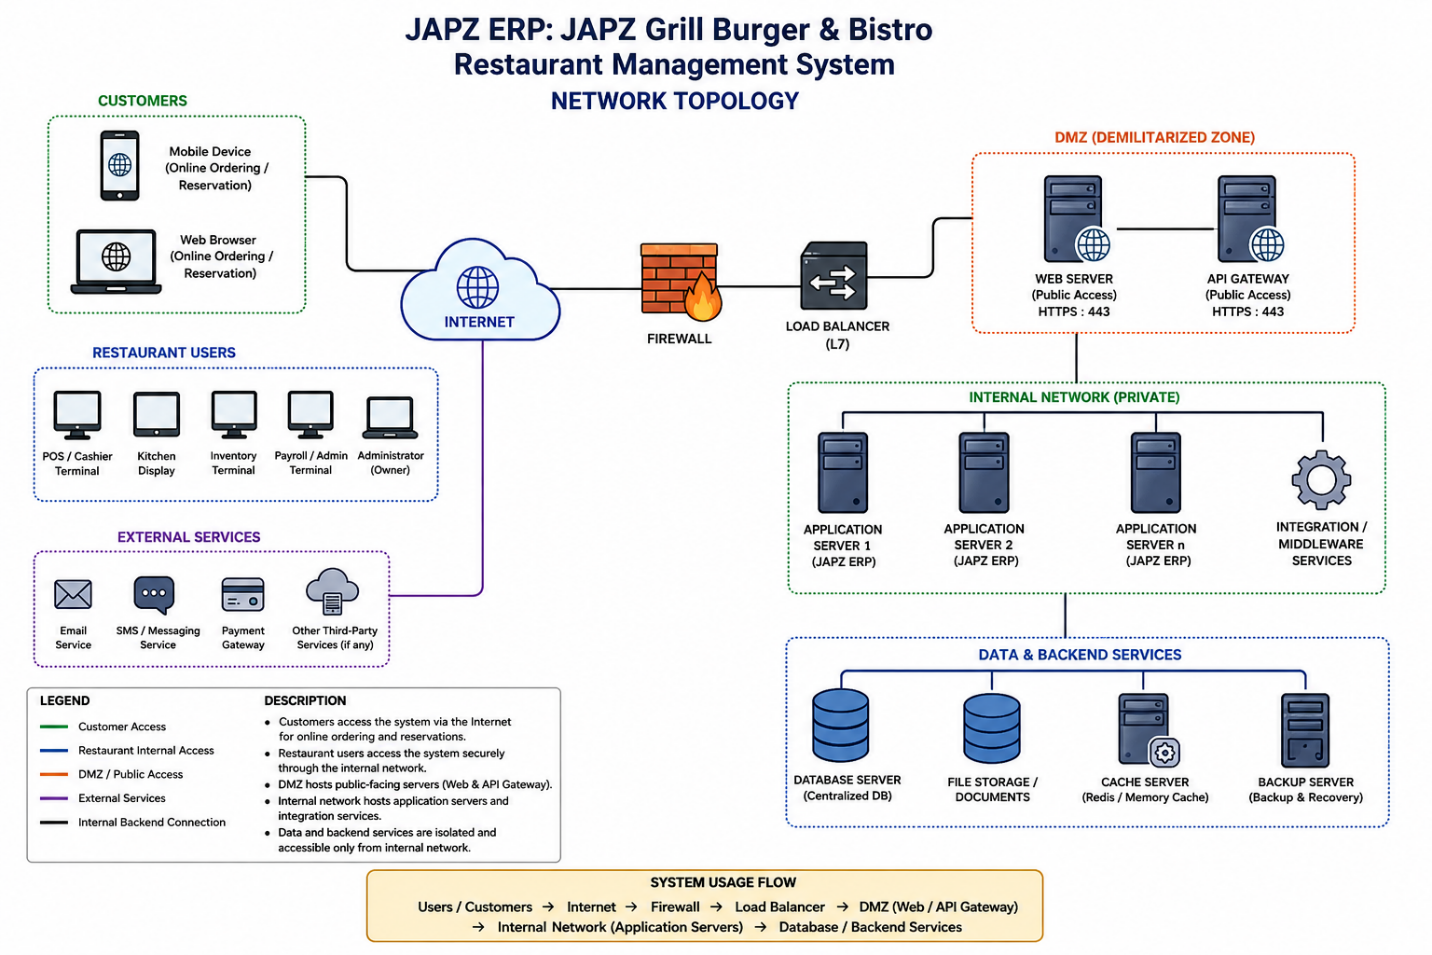 JAPZ ERP: JAPZ Grill Burger & Bistro
Restaurant Management System
NETWORK TOPOLOGY
CUSTOMERS
Mobile Device
(Online Ordering /
Reservation)
Web Browser
(Online Ordering /
Reservation)
INTERNET
FIREWALL
LOAD BALANCER
(L7)
DMZ (DEMILITARIZED ZONE)
WEB SERVER
(Public Access)
HTTPS : 443
API GATEWAY
(Public Access)
HTTPS : 443
RESTAURANT USERS
POS / Cashier
Terminal
Kitchen
Display
Inventory
Terminal
Payroll / Admin
Terminal
Administrator
(Owner)
INTERNAL NETWORK (PRIVATE)
APPLICATION
SERVER 1
(JAPZ ERP)
APPLICATION
SERVER 2
(JAPZ ERP)
APPLICATION
SERVER n
(JAPZ ERP)
INTEGRATION /
MIDDLEWARE
SERVICES
EXTERNAL SERVICES
Email
Service
SMS / Messaging
Service
Payment
Gateway
Other Third-Party
Services (if any)
DATA & BACKEND SERVICES
DATABASE SERVER
(Centralized DB)
FILE STORAGE /
DOCUMENTS
CACHE SERVER
(Redis / Memory Cache)
BACKUP SERVER
(Backup & Recovery)
LEGEND
Customer Access
Restaurant Internal Access
DMZ / Public Access
External Services
Internal Backend Connection
DESCRIPTION
• Customers access the system via the Internet
for online ordering and reservations.
• Restaurant users access the system securely
through the internal network.
• DMZ hosts public-facing servers (Web & API Gateway).
• Internal network hosts application servers and
integration services.
• Data and backend services are isolated and
accessible only from internal network.
SYSTEM USAGE FLOW
Users / Customers → Internet → Firewall → Load Balancer → DMZ (Web / API Gateway)
→ Internal Network (Application Servers) → Database / Backend Services